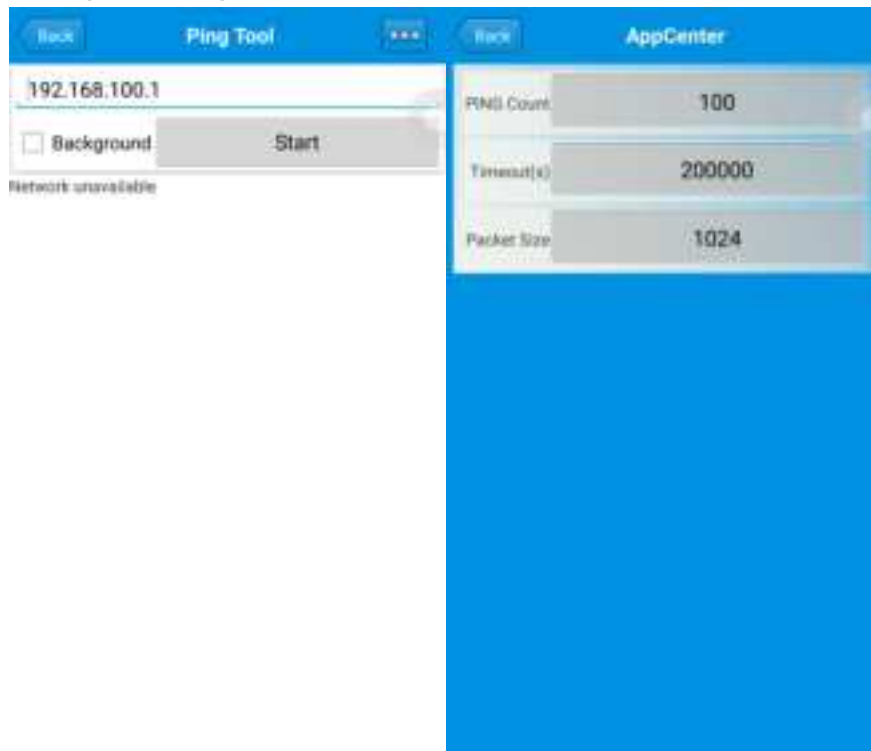 Back Ping Tool
192.168.100.1
Background Start
Network unavailable
Back AppCenter
PING Count 100
Timeout(s) 200000
Packet Size 1024